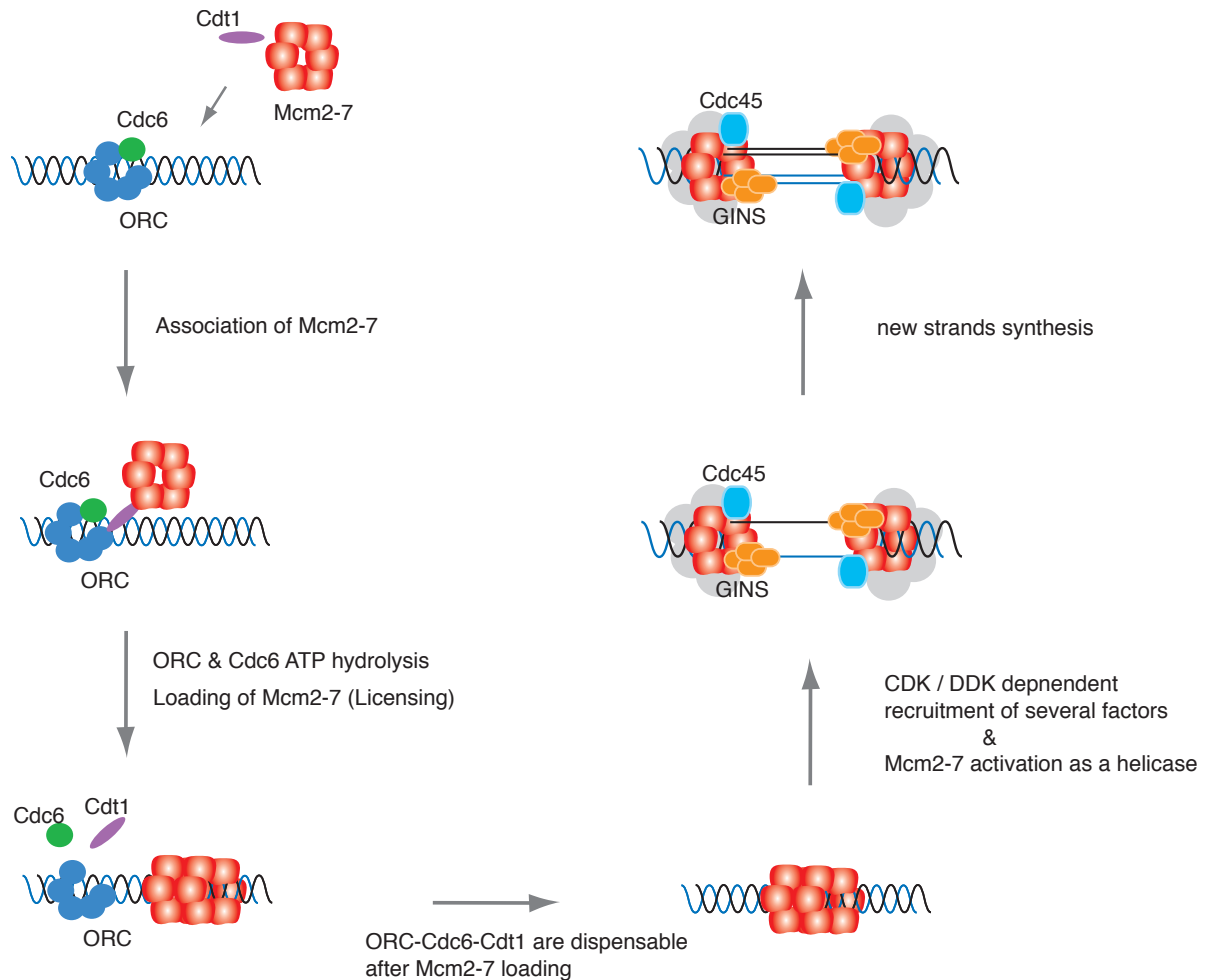 Cdt1
Mcm2-7
Cdc6
ORC
Association of Mcm2-7
Cdc6
ORC
ORC & Cdc6 ATP hydrolysis
Loading of Mcm2-7 (Licensing)
Cdc6
Cdt1
ORC
ORC-Cdc6-Cdt1 are dispensable
after Mcm2-7 loading
CDK / DDK depnendent
recruitment of several factors
&
Mcm2-7 activation as a helicase
Cdc45
GINS
new strands synthesis
Cdc45
GINS